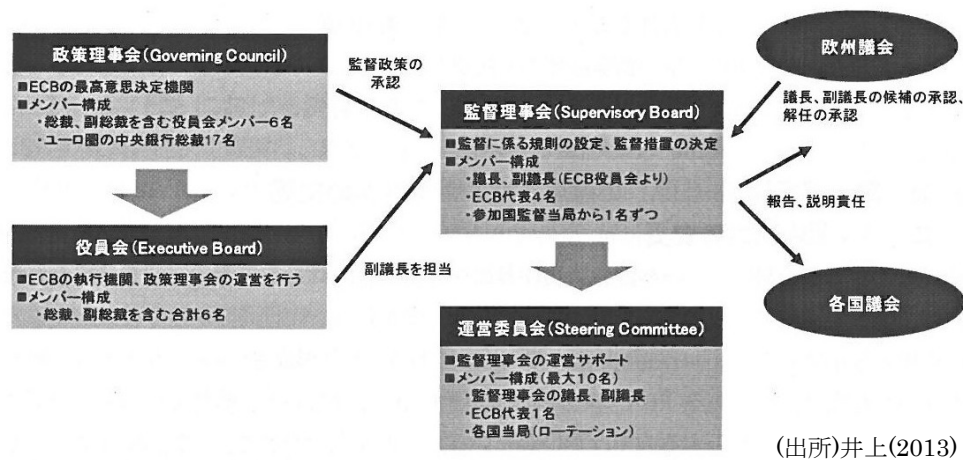 政策理事会(Governing Council)
■ECBの最高意思決定機関
■メンバー構成
・総裁、副総裁を含む役員会メンバー6名
・ユーロ圏の中央銀行総裁17名
役員会(Executive Board)
■ECBの執行機関、政策理事会の運営を行う
■メンバー構成
・総裁、副総裁を含む合計6名
監督政策の
承認
副議長を担当
監督理事会(Supervisory Board)
■監督に係る規則の設定、監督措置の決定
■メンバー構成
・議長、副議長(ECB役員会より)
・ECB代表4名
・参加国監督当局から1名ずつ
運営委員会(Steering Committee)
■監督理事会の運営サポート
■メンバー構成(最大10名)
・監督理事会の議長、副議長
・ECB代表1名
・各国当局(ローテーション)
欧州議会
議長、副議長の候補の承認、
解任の承認
報告、説明責任
各国議会
(出所)井上(2013)